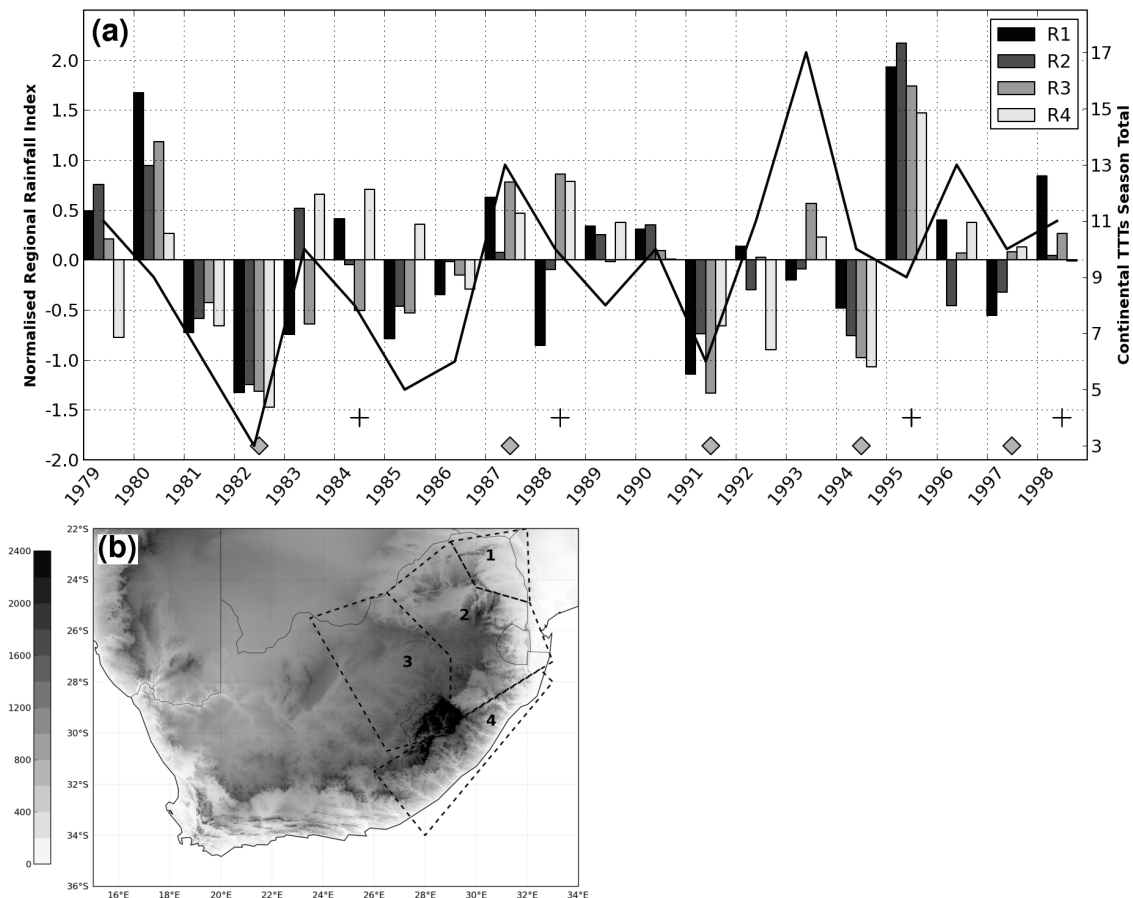 (a)
Normalised Regional Rainfall Index
2.0
1.5
1.0
0.5
0.0
-0.5
-1.0
-1.5
-2.0
R1
R2
R3
R4
17
15
13
11
9
7
5
3
Continental TTTs Season Total
1979 1980 1981 1982 1983 1984 1985 1986 1987 1988 1989 1990 1991 1992 1993 1994 1995 1996 1997 1998
(b)
2400
2000
1600
1200
800
400
0
22°S
24°S
26°S
28°S
30°S
32°S
34°S
36°S
1
2
3
4
16°E 18°E 20°E 22°E 24°E 26°E 28°E 30°E 32°E 34°E